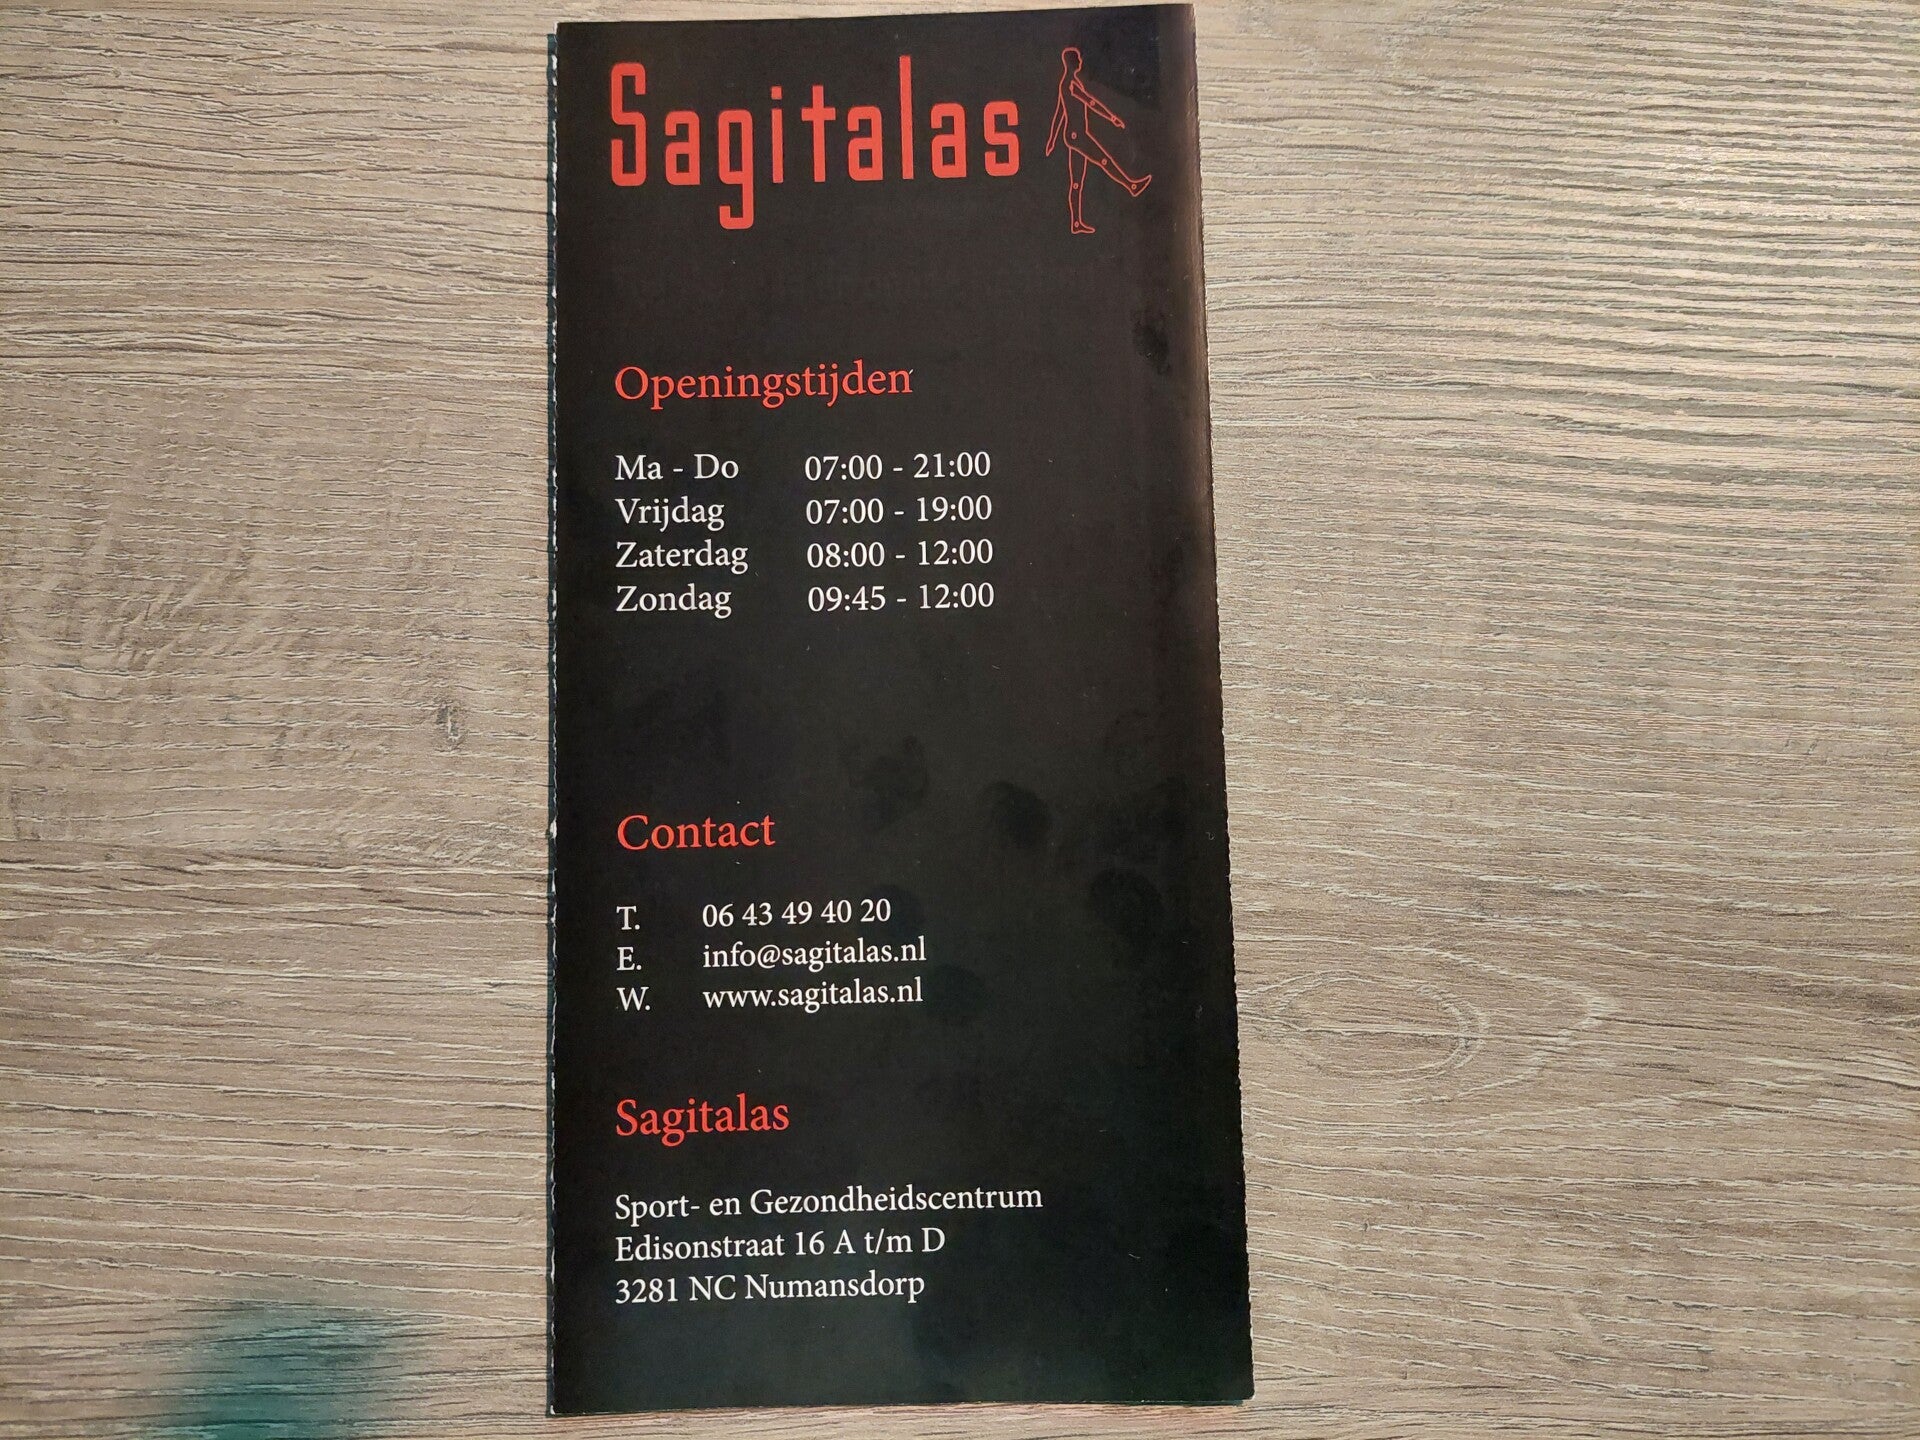 Sagitalas
Openingstijden
Ma - Do 07:00 - 21:00
Vrijdag 07:00 - 19:00
Zaterdag 08:00 - 12:00
Zondag 09:45 - 12:00
Contact
T. 06 43 49 40 20
E. info@sagitalas.nl
W. www.sagitalas.nl
Sagitalas
Sport- en Gezondheidscentrum
Edisonstraat 16 A t/m D
3281 NC Numansdorp